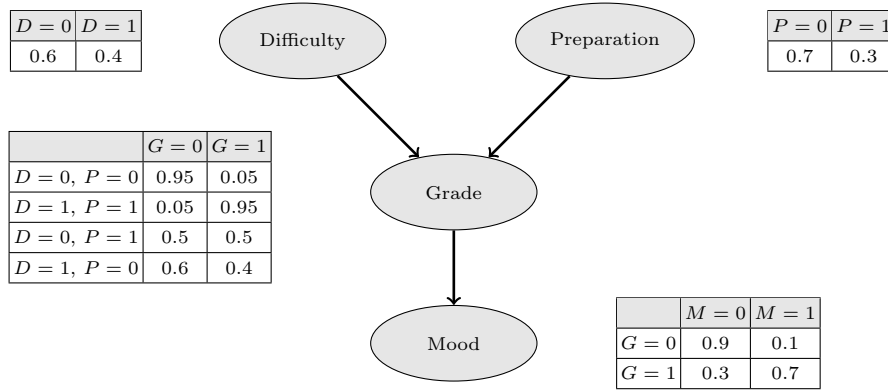 D = 0 D = 1
0.6 0.4
Difficulty
Preparation
P = 0 P = 1
0.7 0.3
G = 0 G = 1
D = 0, P = 0 0.95 0.05
D = 1, P = 1 0.05 0.95
D = 0, P = 1 0.5 0.5
D = 1, P = 0 0.6 0.4
Grade
Mood
M = 0 M = 1
G = 0 0.9 0.1
G = 1 0.3 0.7